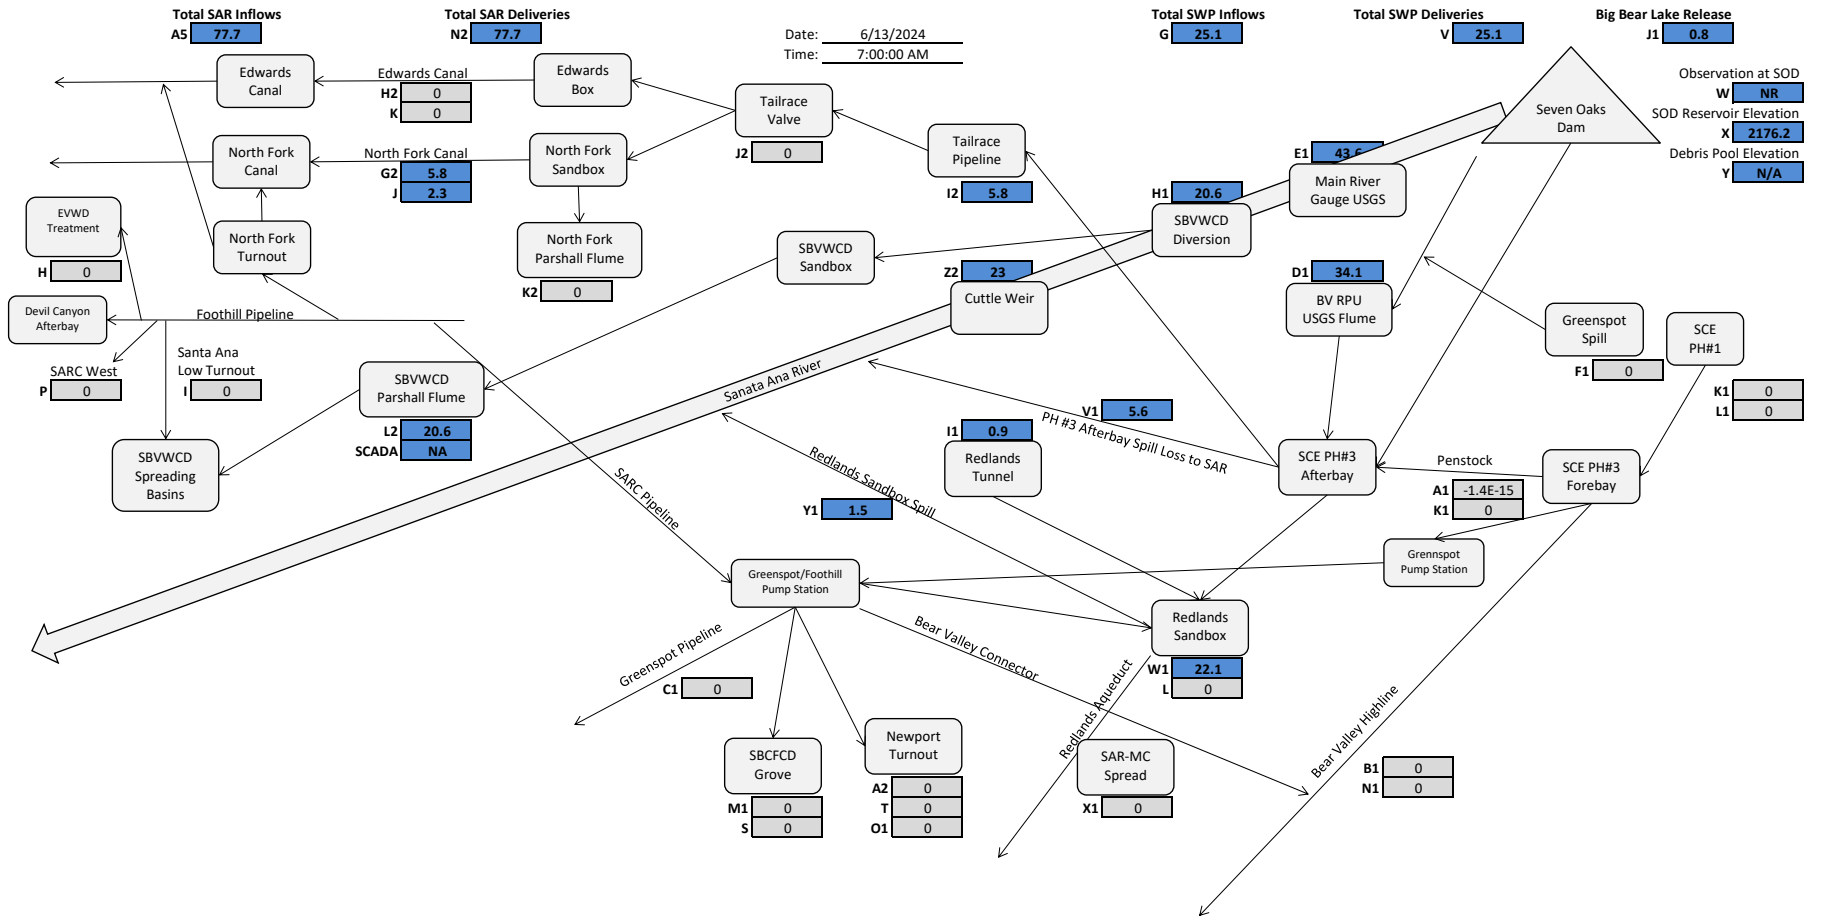 Total SAR Inflows
A5 77.7
Total SAR Deliveries
N2 77.7
Date: 6/13/2024
Time: 7:00:00 AM
Total SWP Inflows
G 25.1
Total SWP Deliveries
V 25.1
Big Bear Lake Release
J1 0.8
Observation at SOD
W NR
SOD Reservoir Elevation
X 2176.2
Debris Pool Elevation
Y N/A
Seven Oaks
Dam
Edwards
Canal
Edwards Canal
H2 0
K 0
Edwards
Box
Tailrace
Valve
J2 0
Tailrace
Pipeline
I2 5.8
E1 43.6
Main River
Gauge USGS
H1 20.6
SBVWCD
Diversion
North Fork
Canal
North Fork Canal
G2 5.8
J 2.3
North Fork
Sandbox
North Fork
Parshall Flume
K2 0
EVWD
Treatment
H 0
North Fork
Turnout
SBVWCD
Sandbox
Z2 23
Cuttle Weir
D1 34.1
BV RPU
USGS Flume
Greenspot
Spill
F1 0
SCE
PH#1
K1 0
L1 0
Devil Canyon
Afterbay
Foothill Pipeline
SARC West
P 0
Santa Ana
Low Turnout
I 0
SBVWCD
Parshall Flume
L2 20.6
SCADA NA
SBVWCD
Spreading
Basins
Sanata Ana River
V1 5.6
PH #3 Afterbay Spill Loss to SAR
I1 0.9
Redlands
Tunnel
SCE PH#3
Afterbay
Penstock
A1 -1.4E-15
K1 0
SCE PH#3
Forebay
Redlands Sandbox Spill
Y1 1.5
SARC Pipeline
Grennspot
Pump Station
Greenspot/Foothill
Pump Station
Redlands
Sandbox
W1 22.1
L 0
Greenspot Pipeline
C1 0
Bear Valley Connector
Redlands Aqueduct
Bear Valley Highline
SBCFCD
Grove
M1 0
S 0
Newport
Turnout
A2 0
T 0
O1 0
SAR-MC
Spread
X1 0
B1 0
N1 0